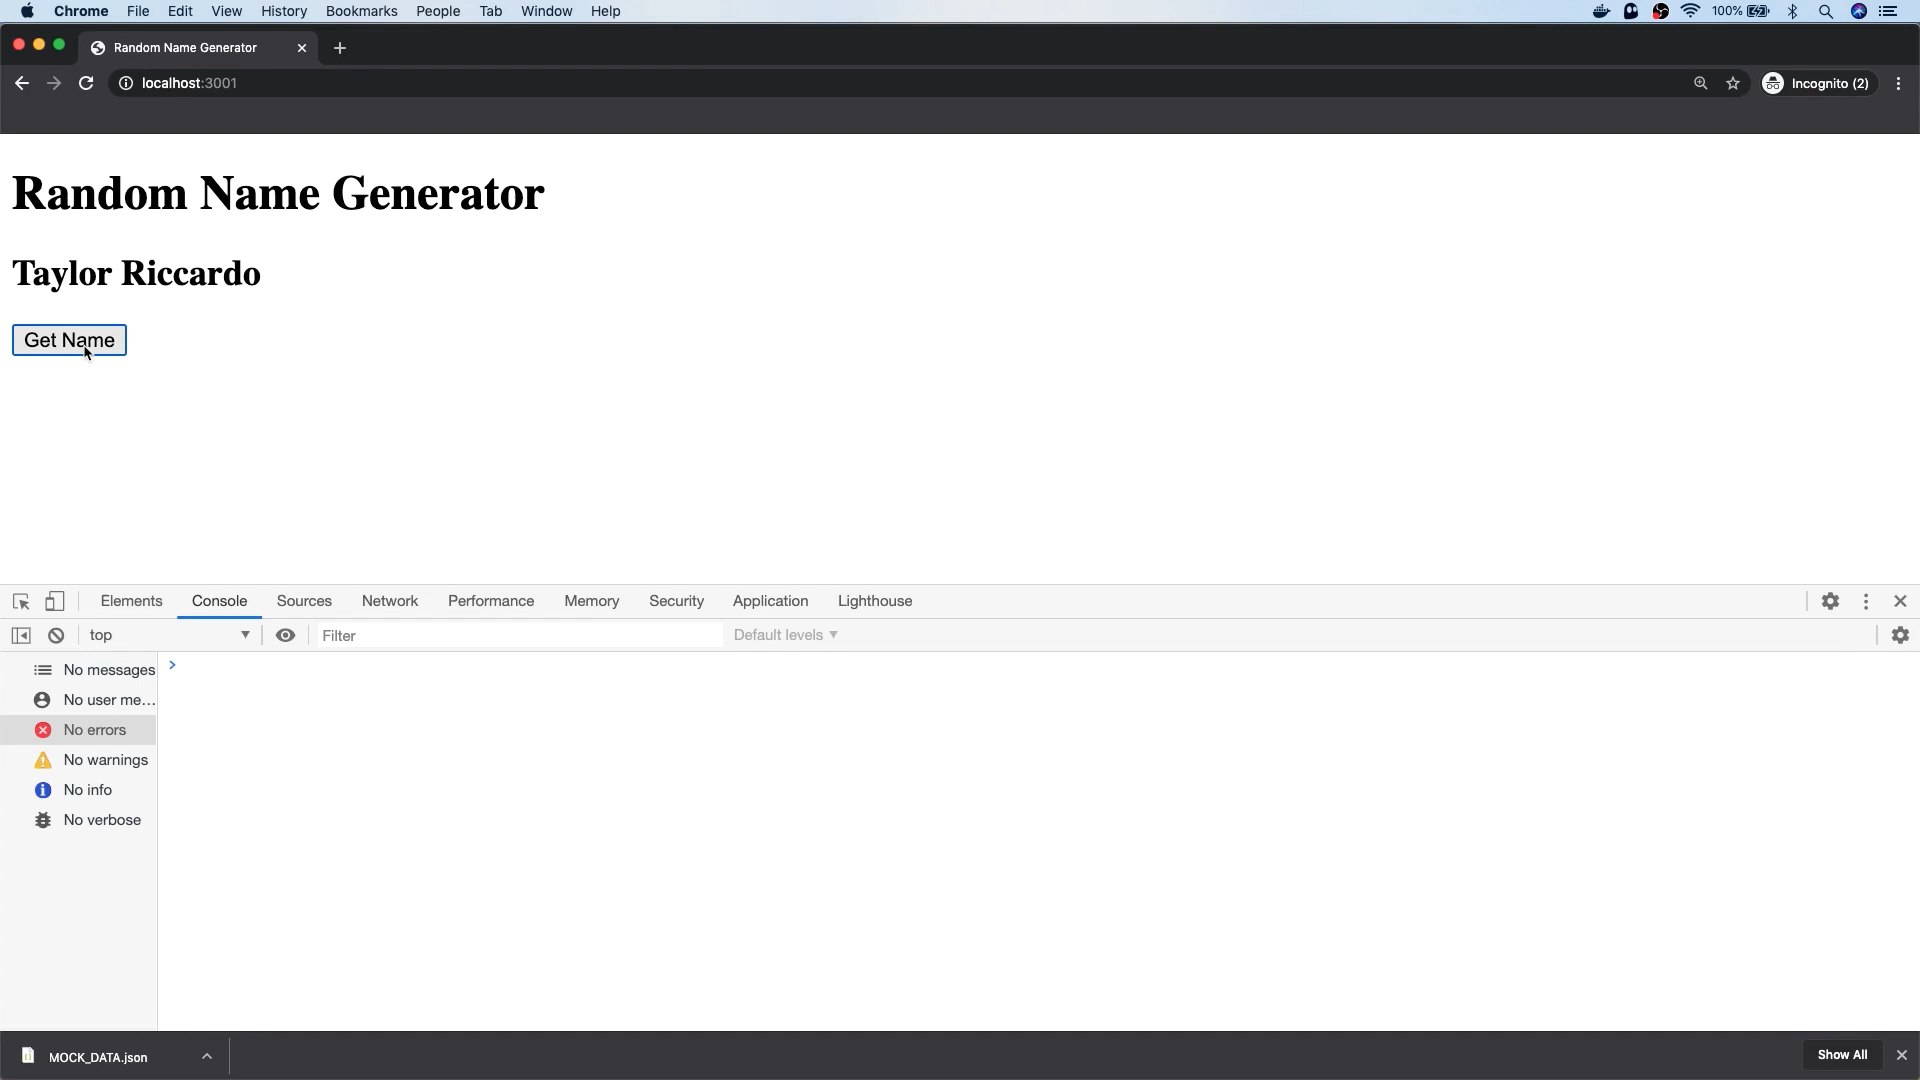 Chrome File Edit View History Bookmarks People Tab Window Help 100%
Random Name Generator
localhost:3001 Incognito (2)
Random Name Generator
Taylor Riccardo
Get Name
Elements Console Sources Network Performance Memory Security Application Lighthouse
top Filter Default levels
No messages
No user me...
No errors
No warnings
No info
No verbose
MOCK_DATA.json Show All